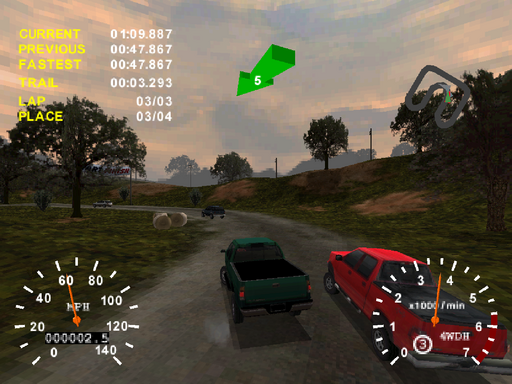 CURRENT 01:09.887
PREVIOUS 00:47.867
FASTEST 00:47.867
TRAIL 00:03.293
LAP 03/03
PLACE 03/04
5
0 20 40 60 80 100 120 140
MPH
000002.5
0 1 2 3 4 5 6 7
x1000/min
3 4WDH